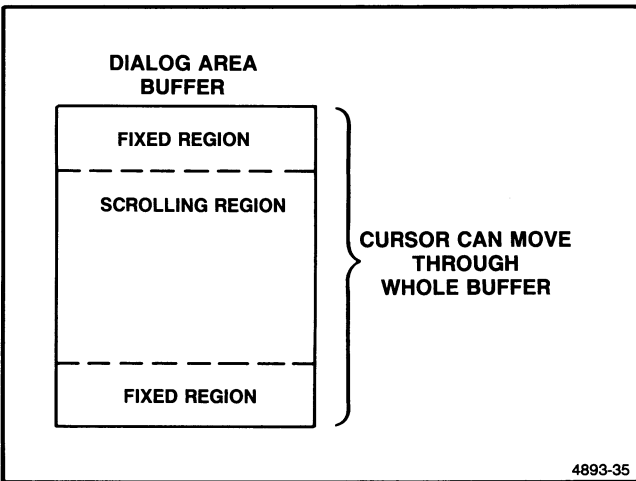 DIALOG AREA
BUFFER
FIXED REGION
SCROLLING REGION
CURSOR CAN MOVE
THROUGH
WHOLE BUFFER
FIXED REGION
4893-35